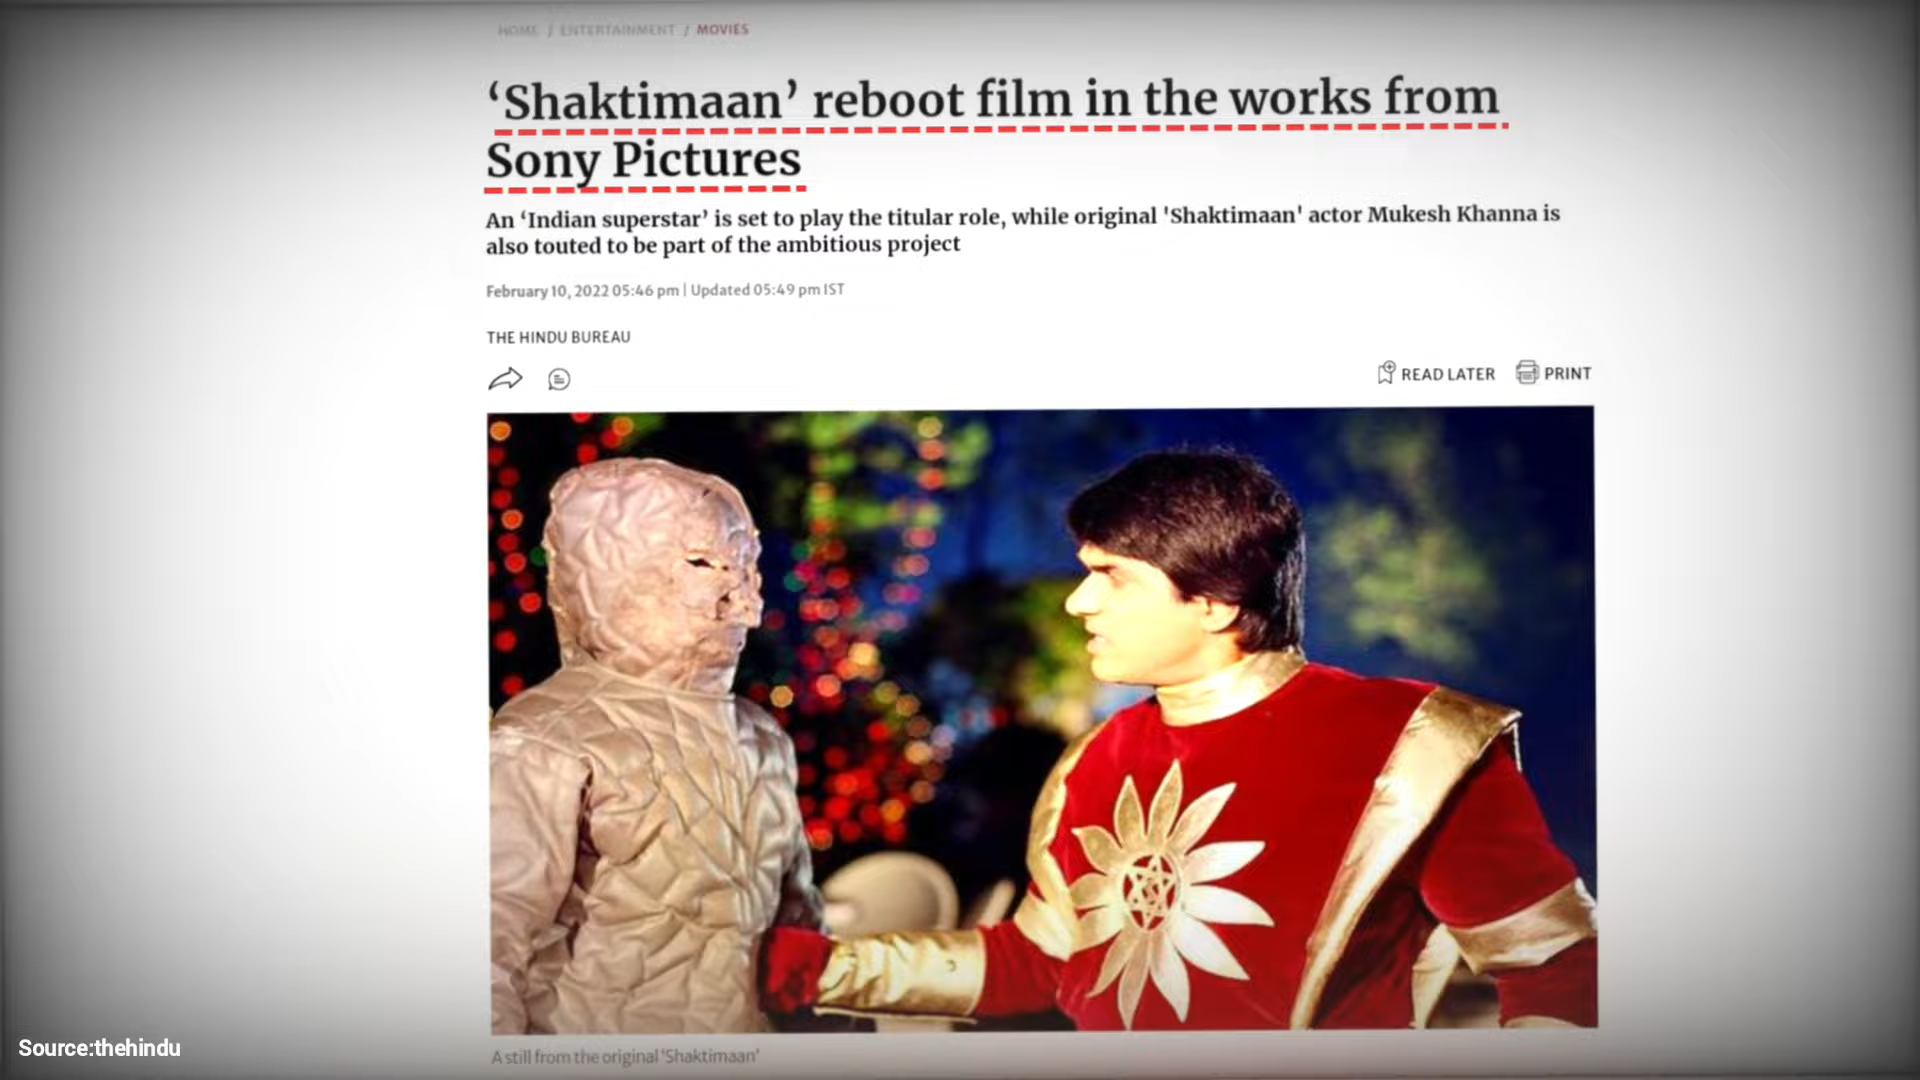 HOME / ENTERTAINMENT / MOVIES
‘Shaktimaan’ reboot film in the works from
Sony Pictures
An ‘Indian superstar’ is set to play the titular role, while original 'Shaktimaan' actor Mukesh Khanna is
also touted to be part of the ambitious project
February 10, 2022 05:46 pm | Updated 05:49 pm IST
THE HINDU BUREAU
READ LATER PRINT
Source:thehindu
A still from the original 'Shaktimaan'